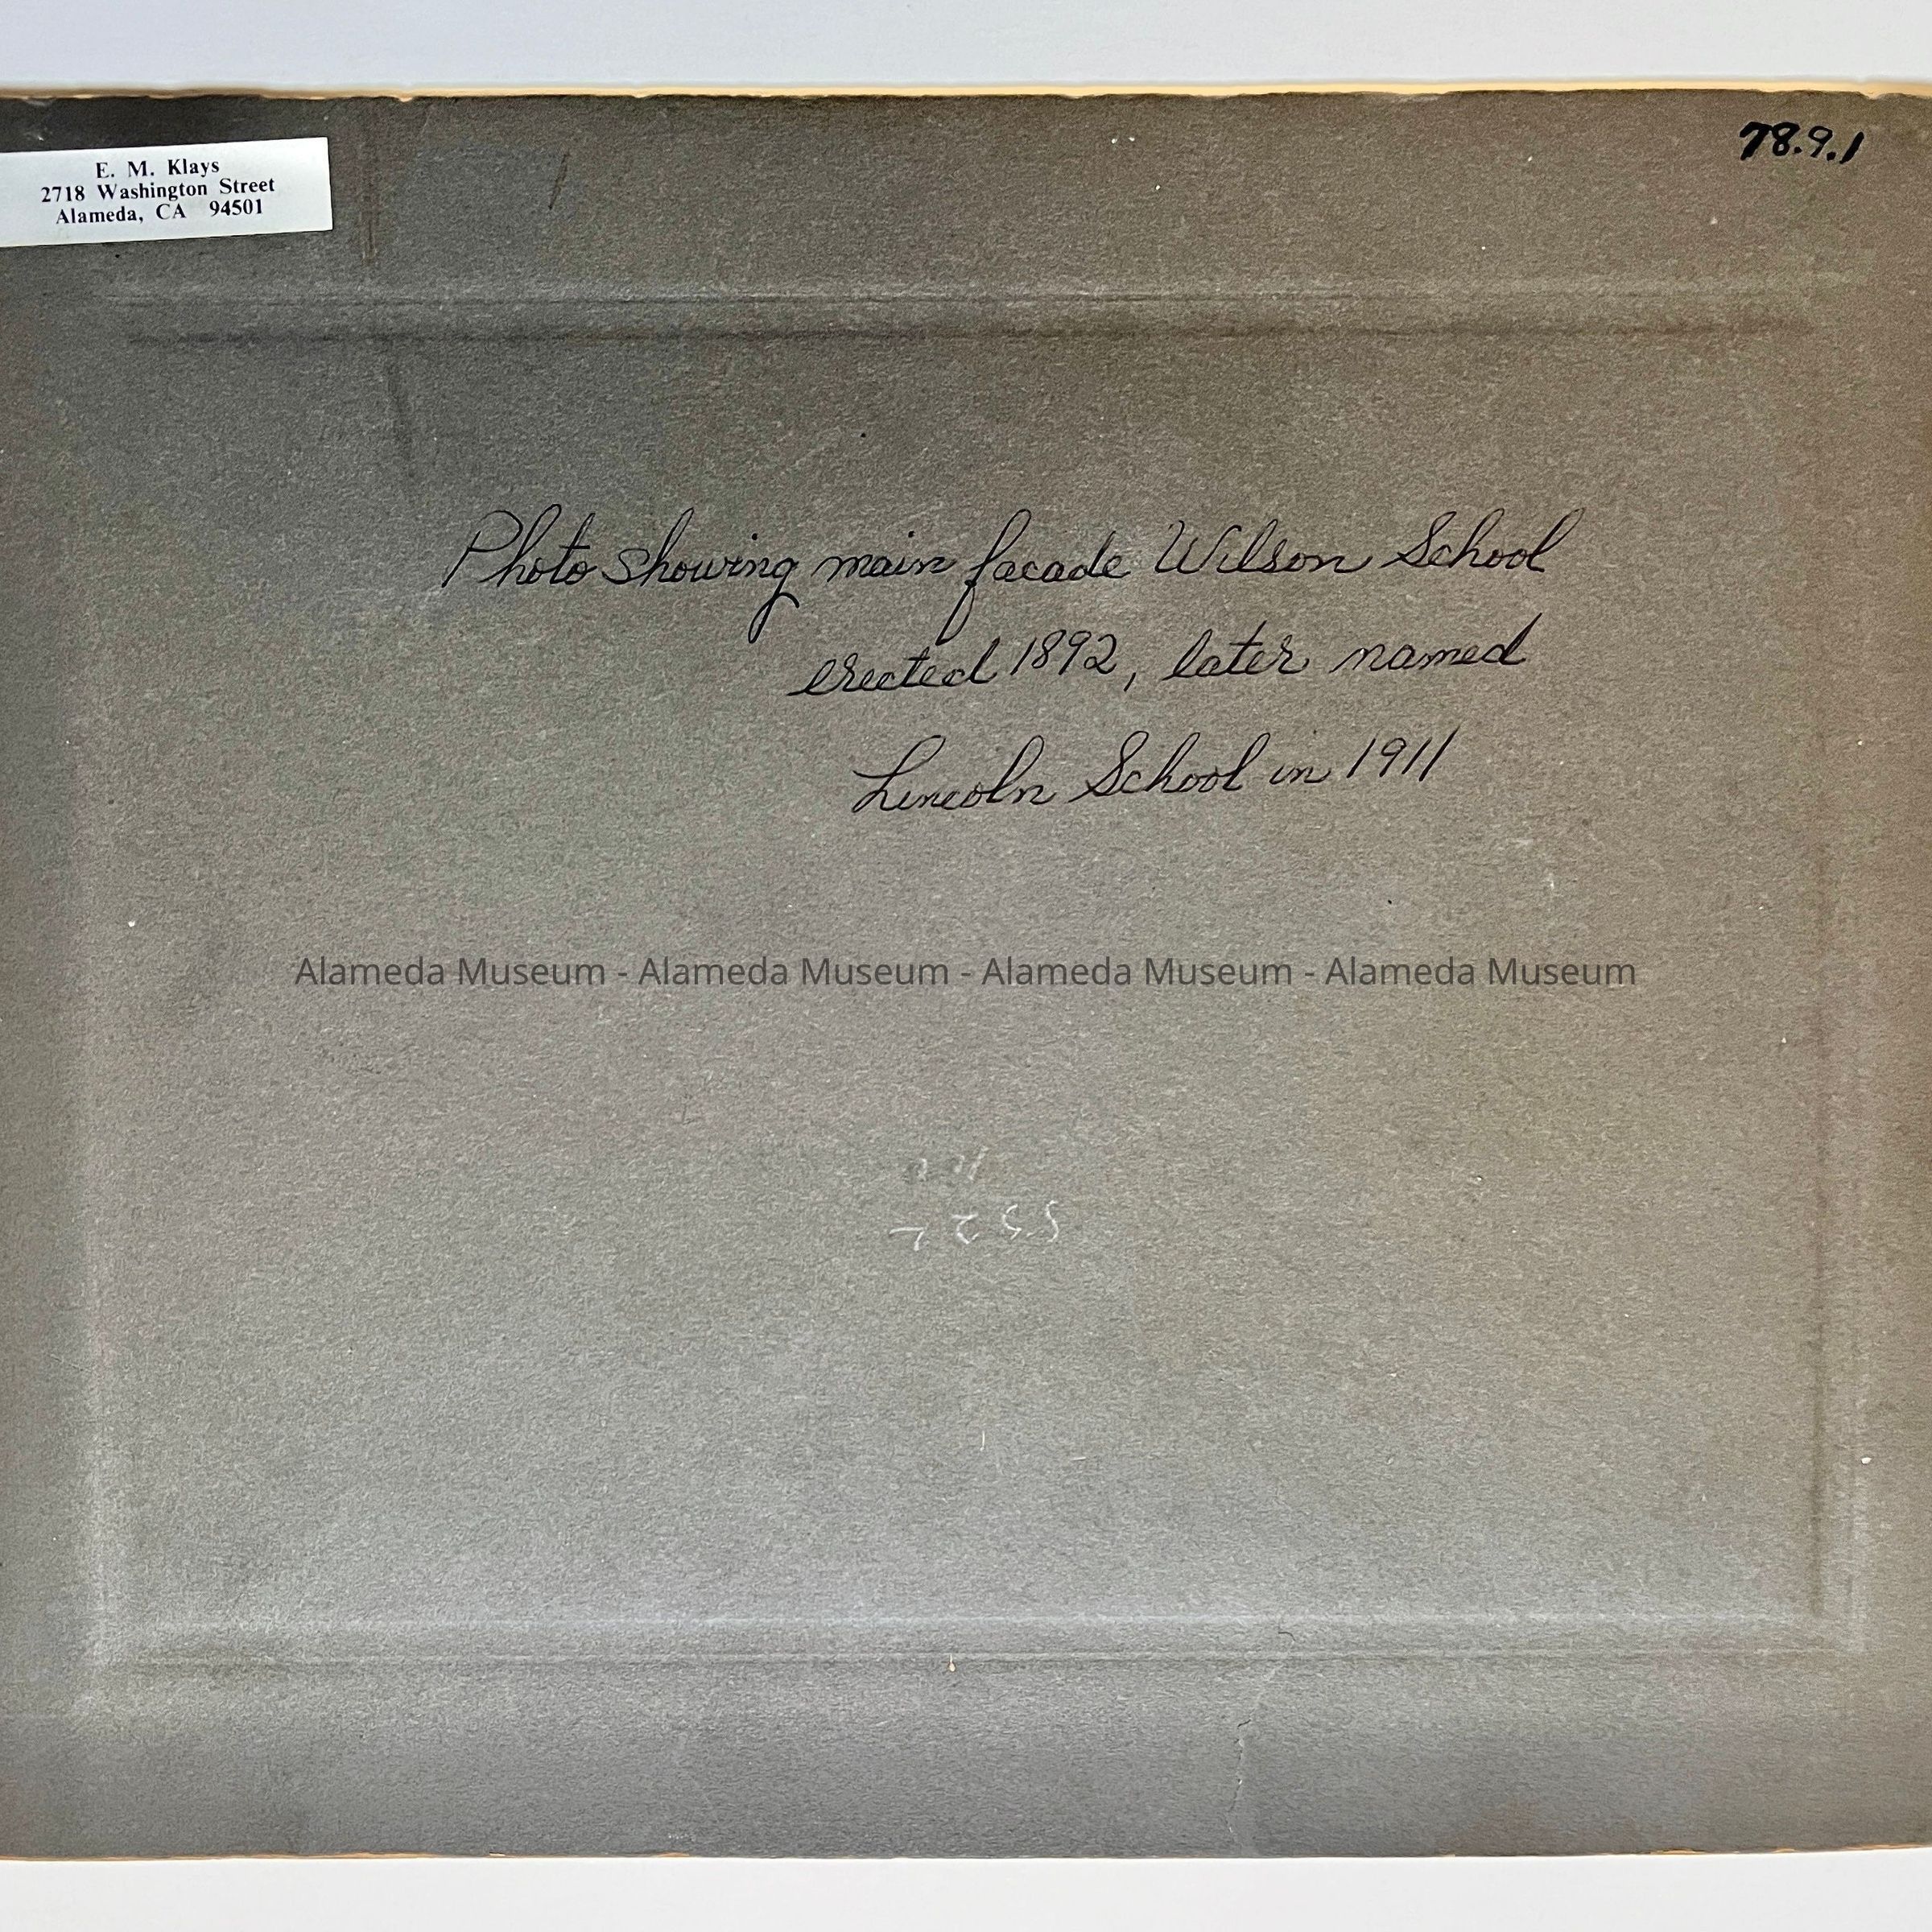 E. M. Klays
2718 Washington Street
Alameda, CA 94501
78.9.1
Photo showing main facade Wilson School
erected 1892, later named
Lincoln School in 1911
Alameda Museum - Alameda Museum - Alameda Museum - Alameda Museum